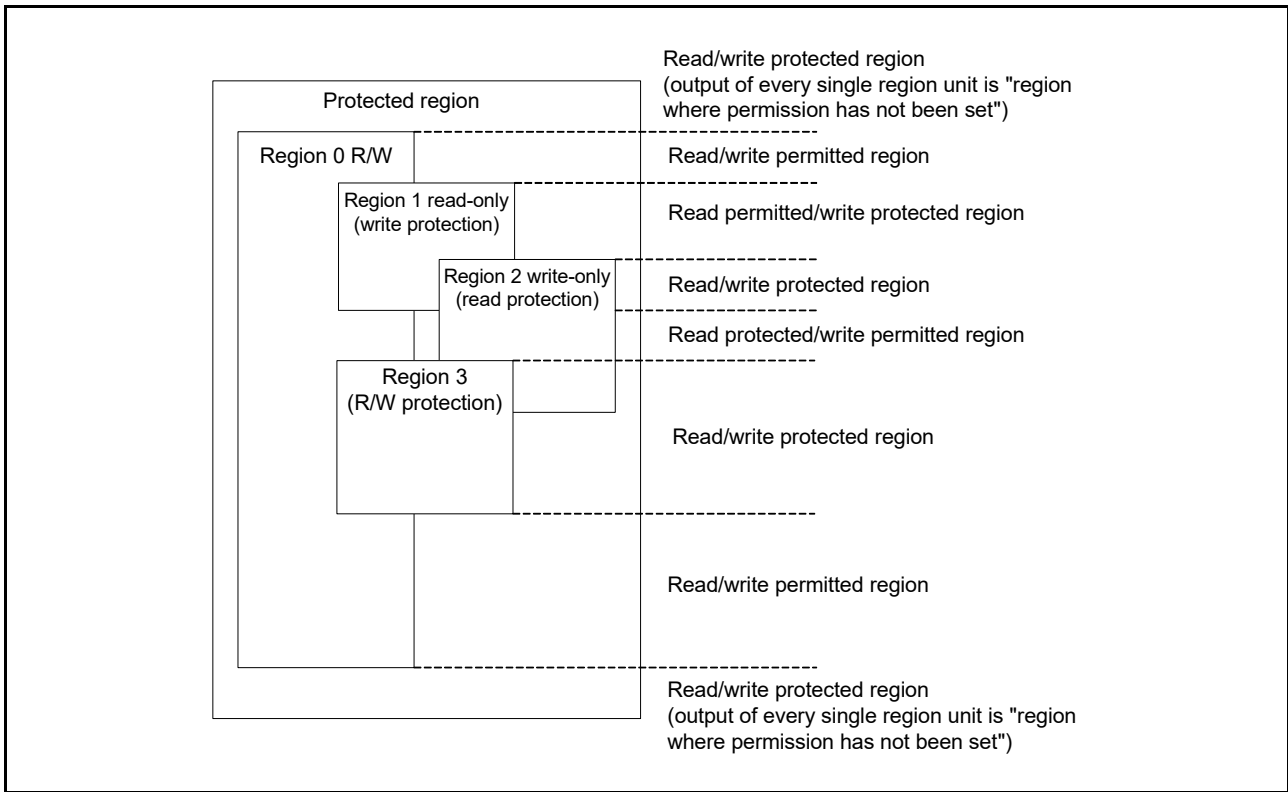 Read/write protected region
(output of every single region unit is "region
where permission has not been set")
Protected region
Region 0 R/W
Read/write permitted region
Region 1 read-only
(write protection)
Read permitted/write protected region
Region 2 write-only
(read protection)
Read/write protected region
Read protected/write permitted region
Region 3
(R/W protection)
Read/write protected region
Read/write permitted region
Read/write protected region
(output of every single region unit is "region
where permission has not been set")